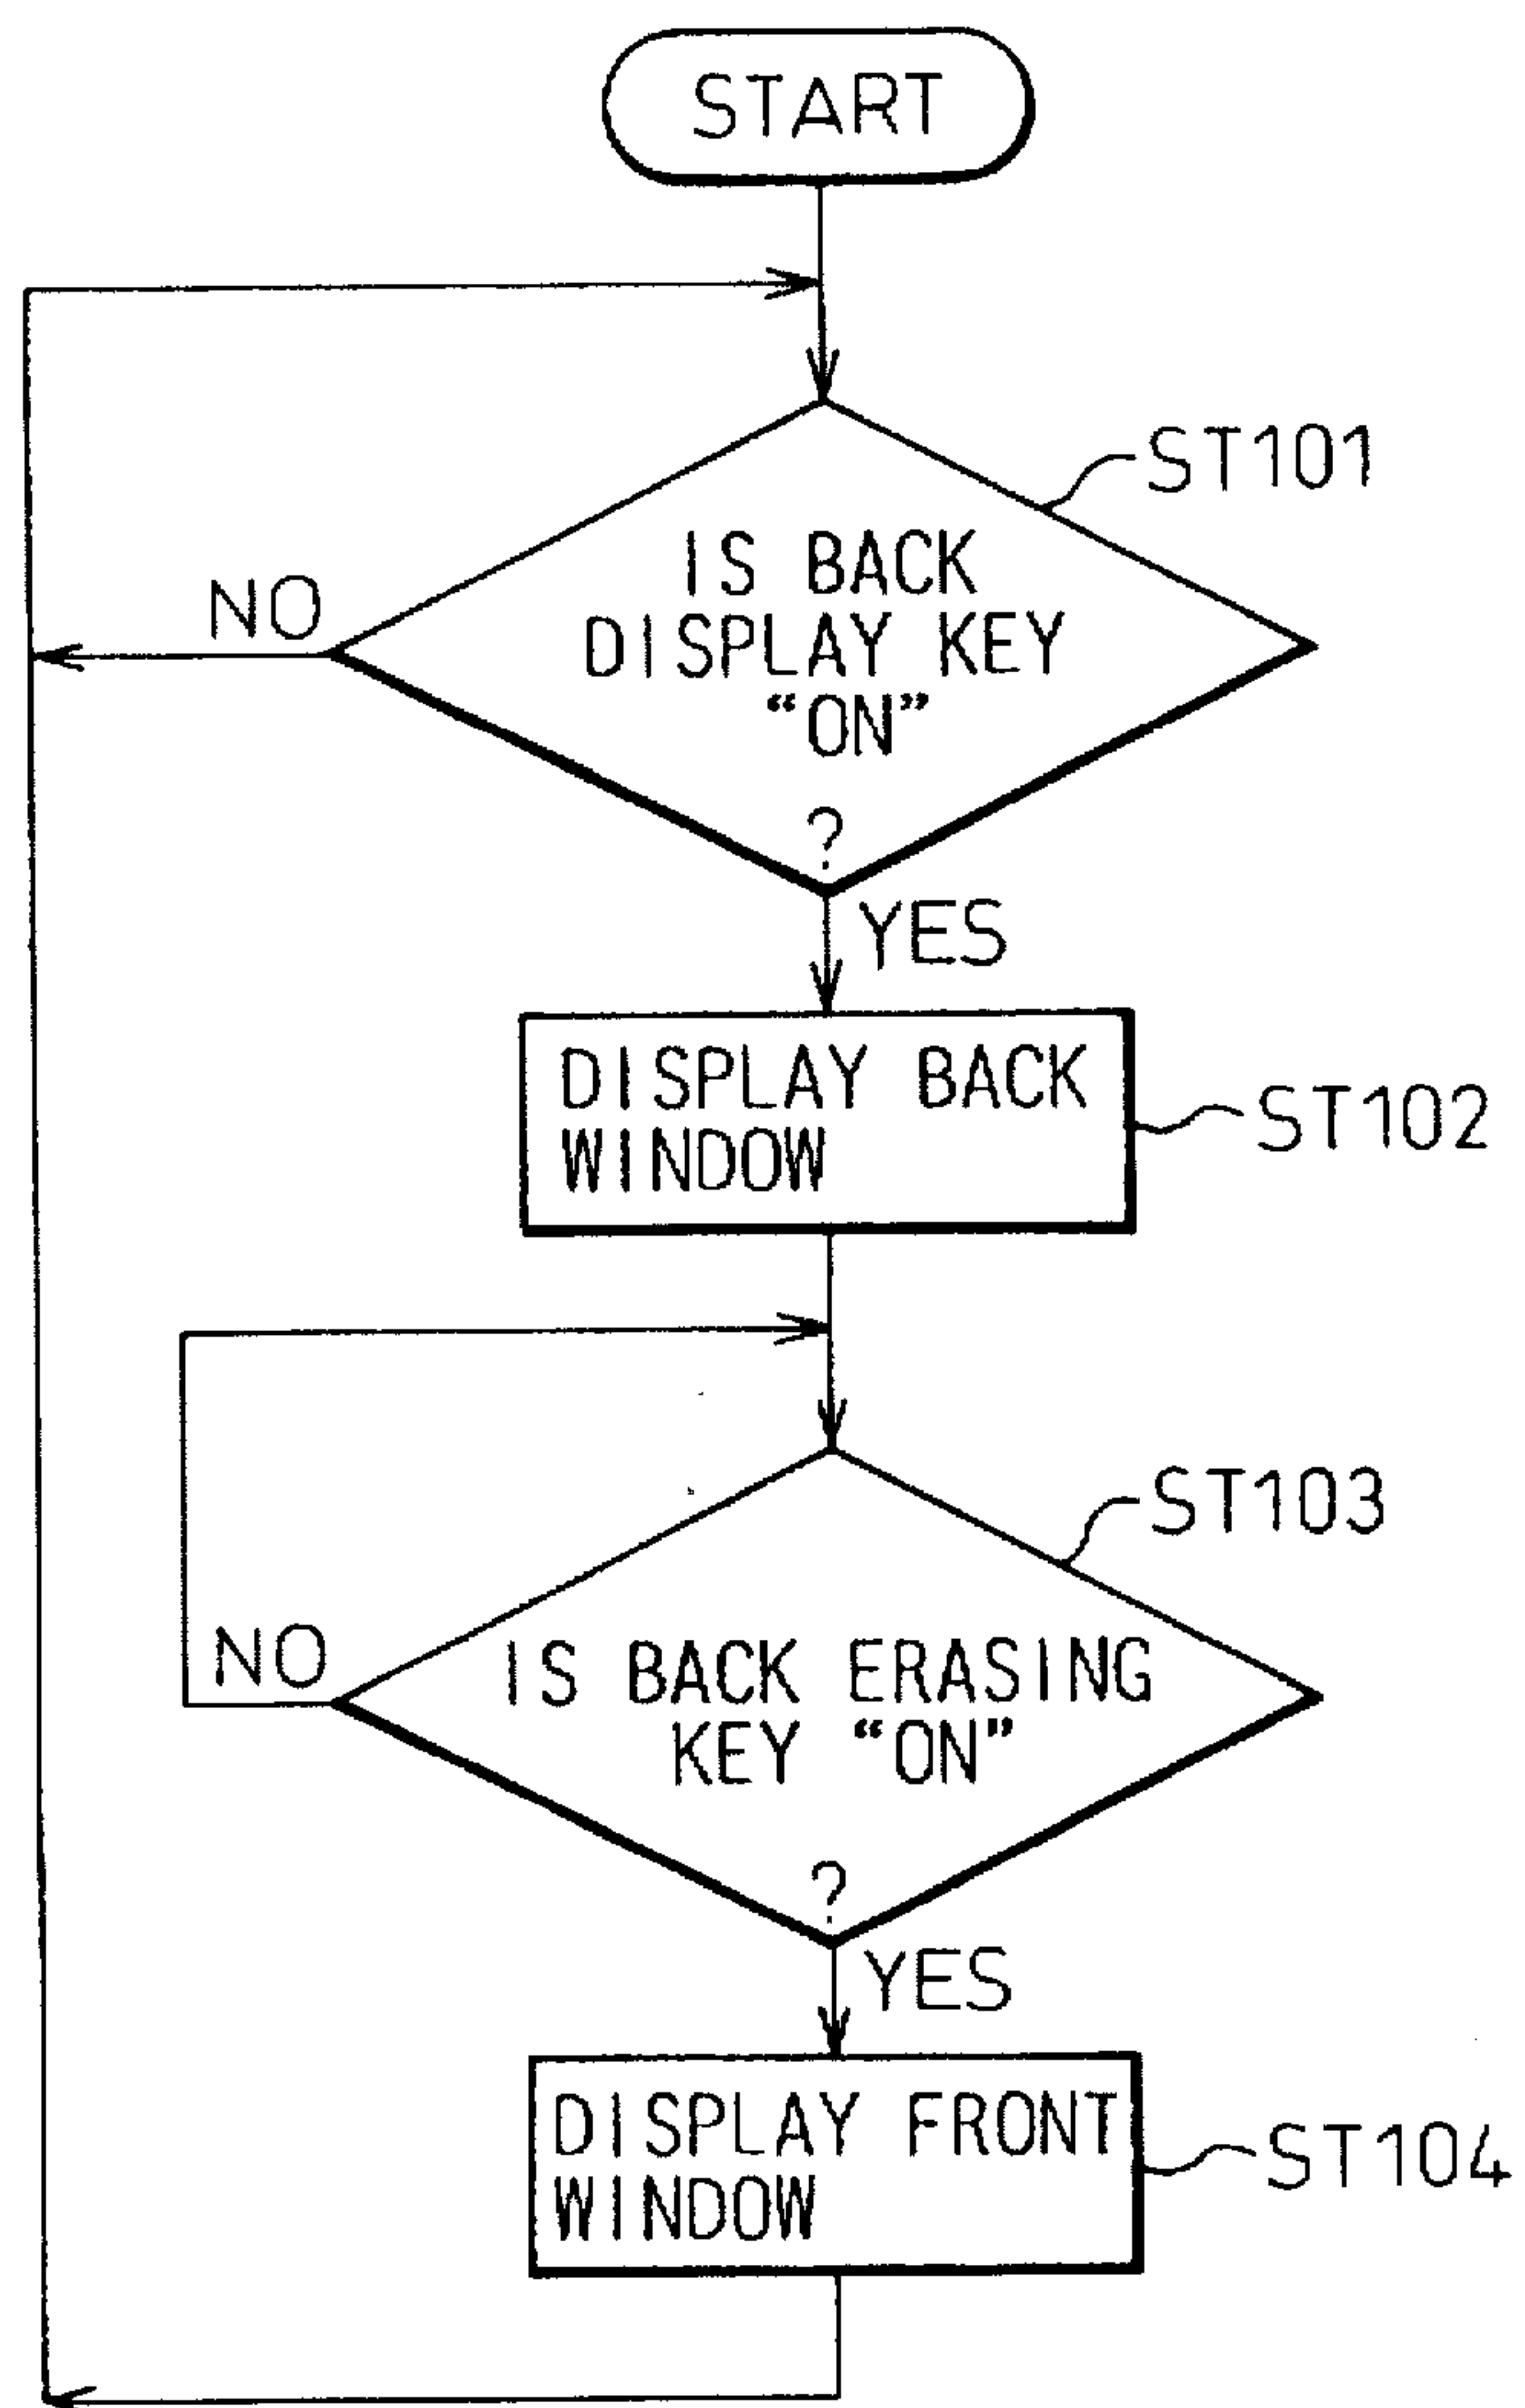 START
ST101
IS BACK
DISPLAY KEY
“ON”
?
NO
YES
DISPLAY BACK
WINDOW
ST102
ST103
IS BACK ERASING
KEY “ON”
?
NO
YES
DISPLAY FRONT
WINDOW
ST104